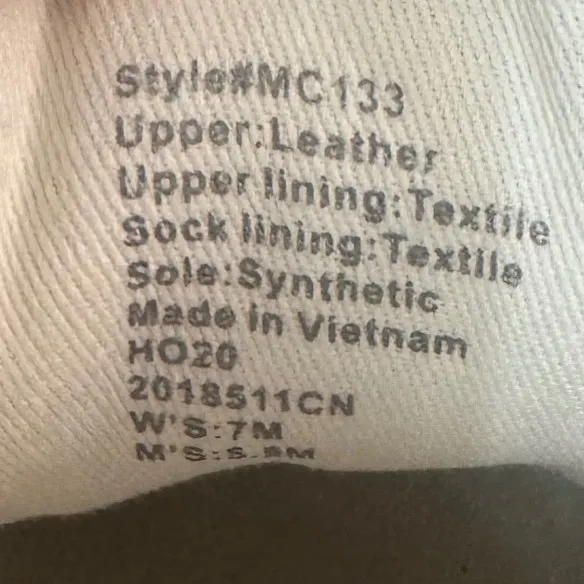 Style#MC133
Upper:Leather
Upper lining:Textile
Sock lining:Textile
Sole:Synthetic
Made in Vietnam
HO20
2018511CN
W'S:7M
M'S: